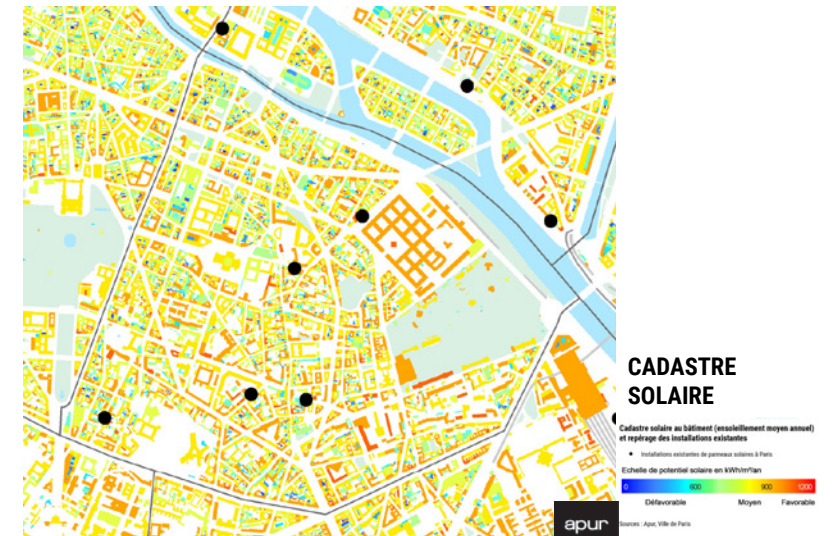 CADASTRE
SOLAIRE
Cadastre solaire au bâtiment (ensoleillement moyen annuel)
et repérage des installations existantes
Installations existantes de panneaux solaires à Paris
Echelle de potentiel solaire en kWh/m²/an
0 600 900 1200
Défavorable Moyen Favorable
apur
Sources : Apur, Ville de Paris